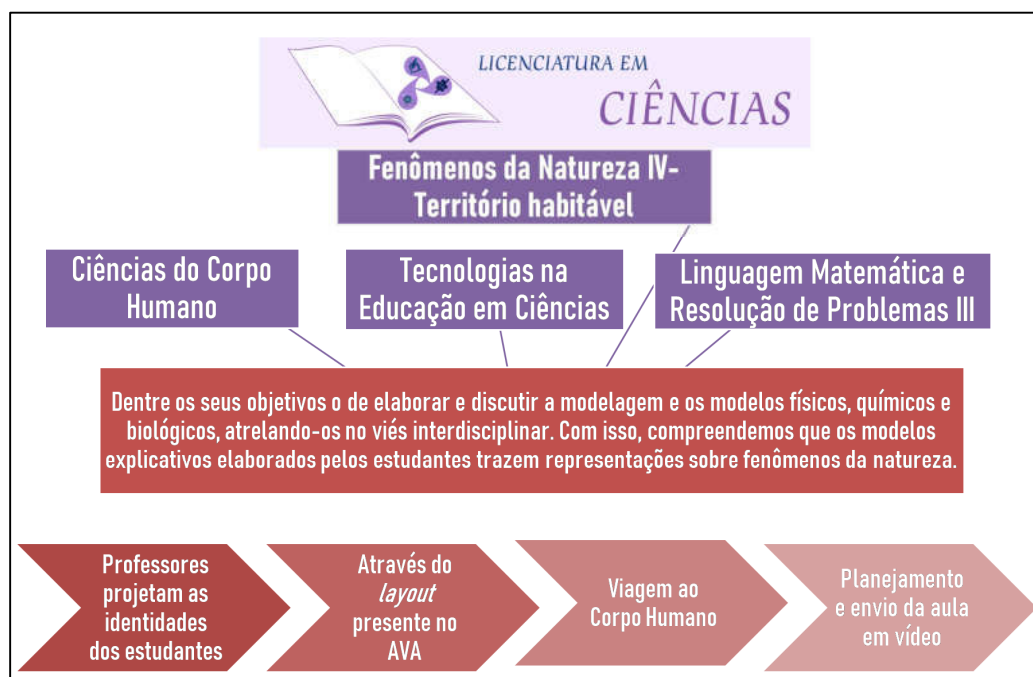 LICENCIATURA EM
CIÊNCIAS
Fenômenos da Natureza IV-
Território habitável
Ciências do Corpo
Humano
Tecnologias na
Educação em Ciências
Linguagem Matemática e
Resolução de Problemas III
Dentre os seus objetivos o de elaborar e discutir a modelagem e os modelos físicos, químicos e
biológicos, atrelando-os no viés interdisciplinar. Com isso, compreendemos que os modelos
explicativos elaborados pelos estudantes trazem representações sobre fenômenos da natureza.
Professores
projetam as
identidades
dos estudantes
Através do
layout
presente no
AVA
Viagem ao
Corpo Humano
Planejamento
e envio da aula
em vídeo